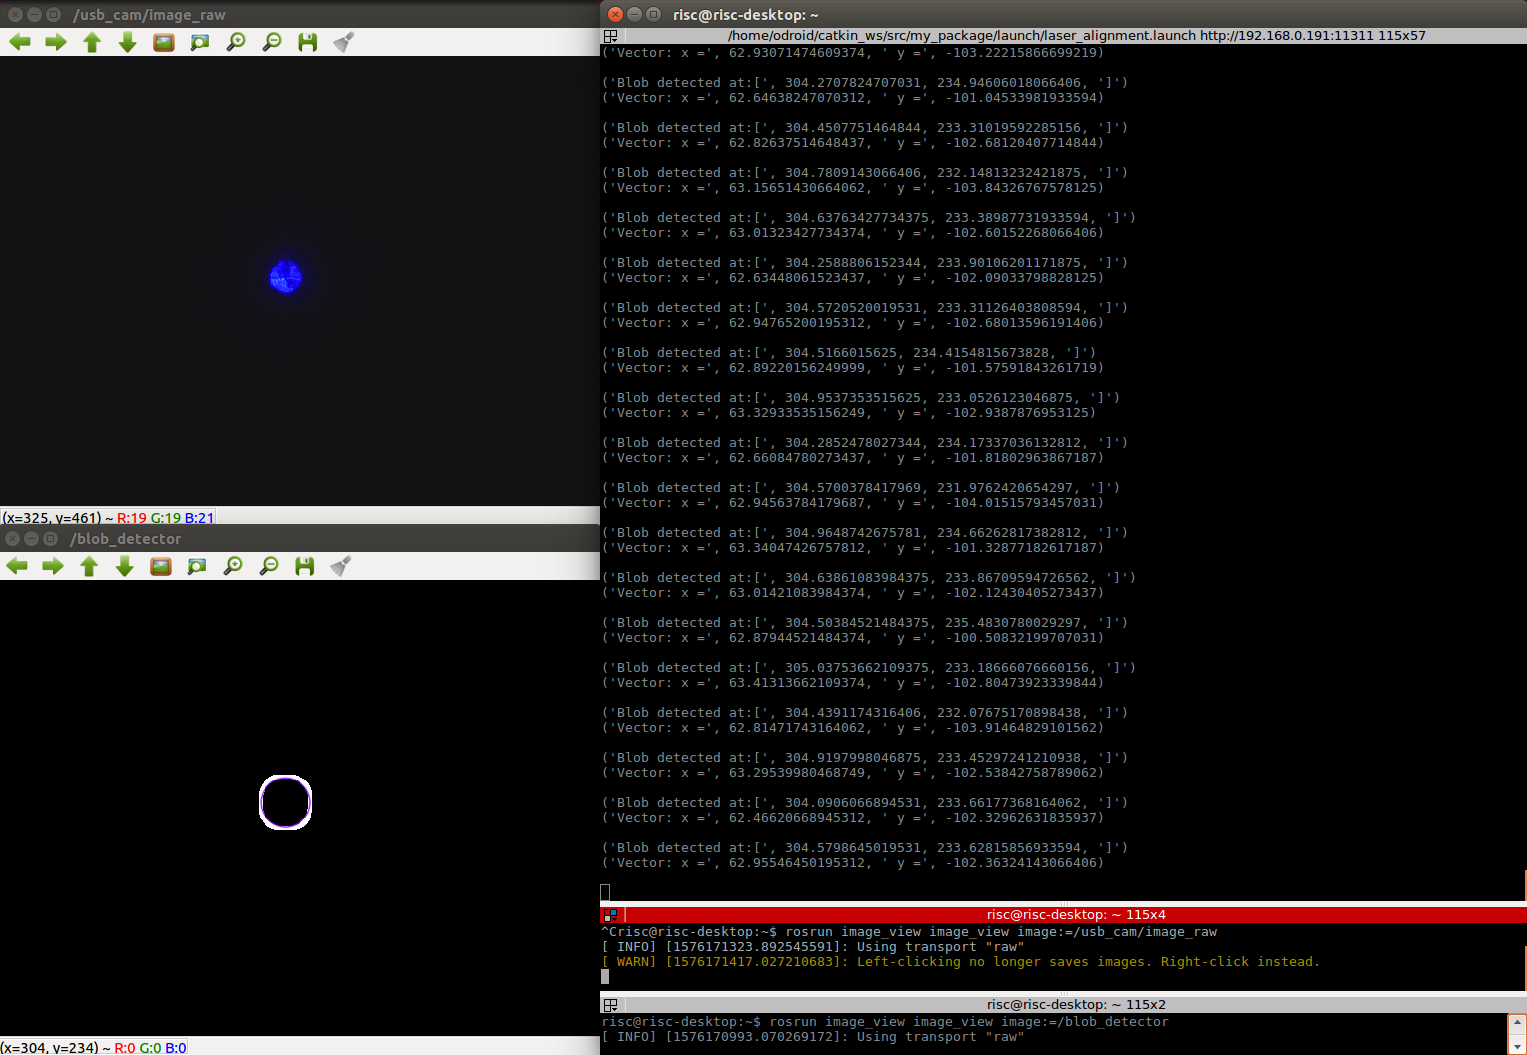 /usb_cam/image_raw
(x=325, y=461) ~ R:19 G:19 B:21
/blob_detector
(x=304, y=234) ~ R:0 G:0 B:0
risc@risc-desktop: ~
/home/odroid/catkin_ws/src/my_package/launch/laser_alignment.launch http://192.168.0.191:11311 115x57
('Vector: x =', 62.93071474609374, ' y =', -103.22215866699219)
('Blob detected at:[', 304.2707824707031, 234.94606018066406, ']')
('Vector: x =', 62.64638247070312, ' y =', -101.04533981933594)
('Blob detected at:[', 304.4507751464844, 233.31019592285156, ']')
('Vector: x =', 62.82637514648437, ' y =', -102.68120407714844)
('Blob detected at:[', 304.7809143066406, 232.14813232421875, ']')
('Vector: x =', 63.15651430664062, ' y =', -103.84326767578125)
('Blob detected at:[', 304.63763427734375, 233.38987731933594, ']')
('Vector: x =', 63.01323427734374, ' y =', -102.60152268066406)
('Blob detected at:[', 304.2588806152344, 233.90106201171875, ']')
('Vector: x =', 62.63448061523437, ' y =', -102.09033798828125)
('Blob detected at:[', 304.5720520019531, 233.31126403808594, ']')
('Vector: x =', 62.94765200195312, ' y =', -102.68013596191406)
('Blob detected at:[', 304.5166015625, 234.4154815673828, ']')
('Vector: x =', 62.89220156249999, ' y =', -101.57591843261719)
('Blob detected at:[', 304.9537353515625, 233.0526123046875, ']')
('Vector: x =', 63.32933535156249, ' y =', -102.9387876953125)
('Blob detected at:[', 304.2852478027344, 234.17337036132812, ']')
('Vector: x =', 62.66084780273437, ' y =', -101.81802963867187)
('Blob detected at:[', 304.5700378417969, 231.9762420654297, ']')
('Vector: x =', 62.94563784179687, ' y =', -104.01515793457031)
('Blob detected at:[', 304.9648742675781, 234.66262817382812, ']')
('Vector: x =', 63.34047426757812, ' y =', -101.32877182617187)
('Blob detected at:[', 304.63861083984375, 233.86709594726562, ']')
('Vector: x =', 63.01421083984374, ' y =', -102.12430405273437)
('Blob detected at:[', 304.50384521484375, 235.4830780029297, ']')
('Vector: x =', 62.87944521484374, ' y =', -100.50832199707031)
('Blob detected at:[', 305.03753662109375, 233.18666076660156, ']')
('Vector: x =', 63.41313662109374, ' y =', -102.80473923339844)
('Blob detected at:[', 304.4391174316406, 232.07675170898438, ']')
('Vector: x =', 62.81471743164062, ' y =', -103.91464829101562)
('Blob detected at:[', 304.9197998046875, 233.45297241210938, ']')
('Vector: x =', 63.29539980468749, ' y =', -102.53842758789062)
('Blob detected at:[', 304.0906066894531, 233.66177368164062, ']')
('Vector: x =', 62.46620668945312, ' y =', -102.32962631835937)
('Blob detected at:[', 304.5798645019531, 233.62815856933594, ']')
('Vector: x =', 62.95546450195312, ' y =', -102.36324143066406)
risc@risc-desktop: ~ 115x4
^Crisc@risc-desktop:~$ rosrun image_view image_view image:=/usb_cam/image_raw
[ INFO] [1576171323.892545591]: Using transport "raw"
[ WARN] [1576171417.027210683]: Left-clicking no longer saves images. Right-click instead.
risc@risc-desktop: ~ 115x2
risc@risc-desktop:~$ rosrun image_view image_view image:=/blob_detector
[ INFO] [1576170993.070269172]: Using transport "raw"